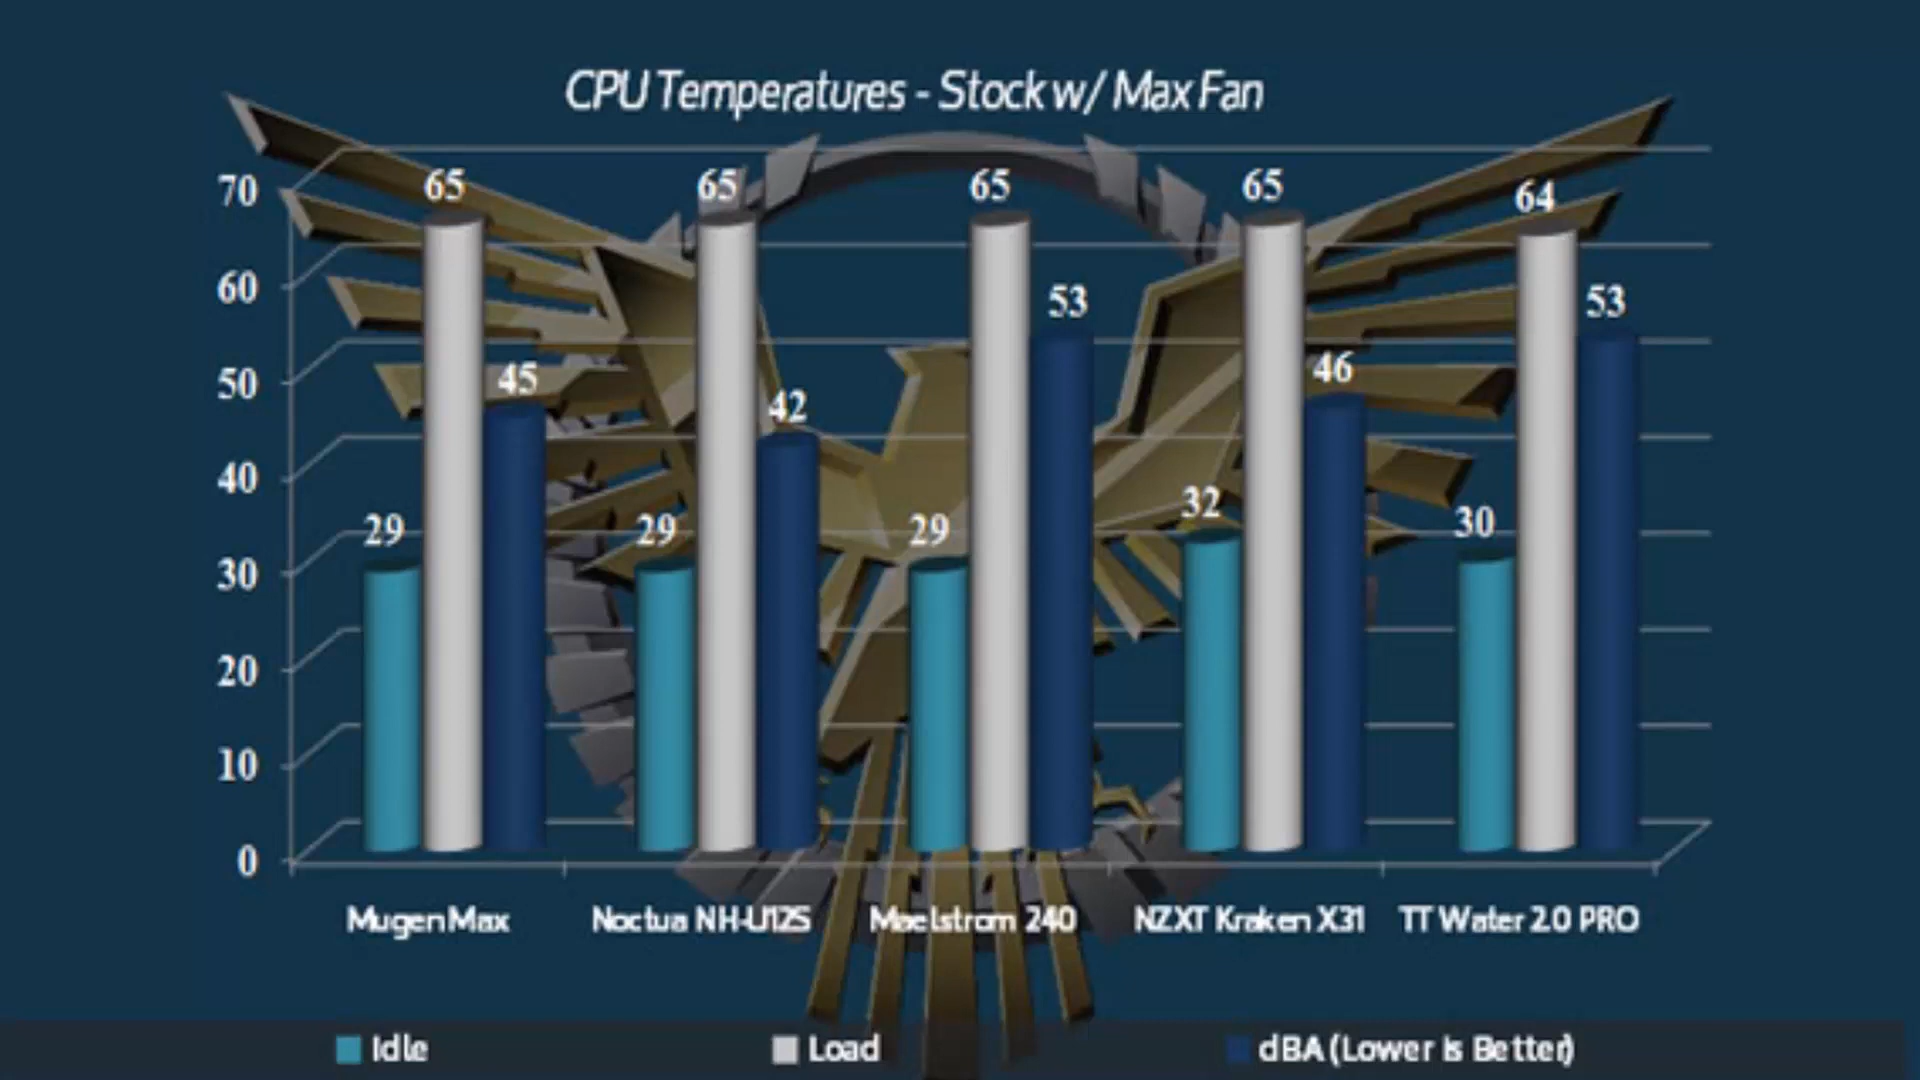 CPU Temperatures - Stock w/ Max Fan
70
60
50
40
30
20
10
0
29
65
45
29
65
42
29
65
53
32
65
46
30
64
53
Mugen Max
Noctua NH-U12S
Maelstrom 240
NZXT Kraken X31
TT Water 2.0 PRO
Idle
Load
dBA (Lower is Better)